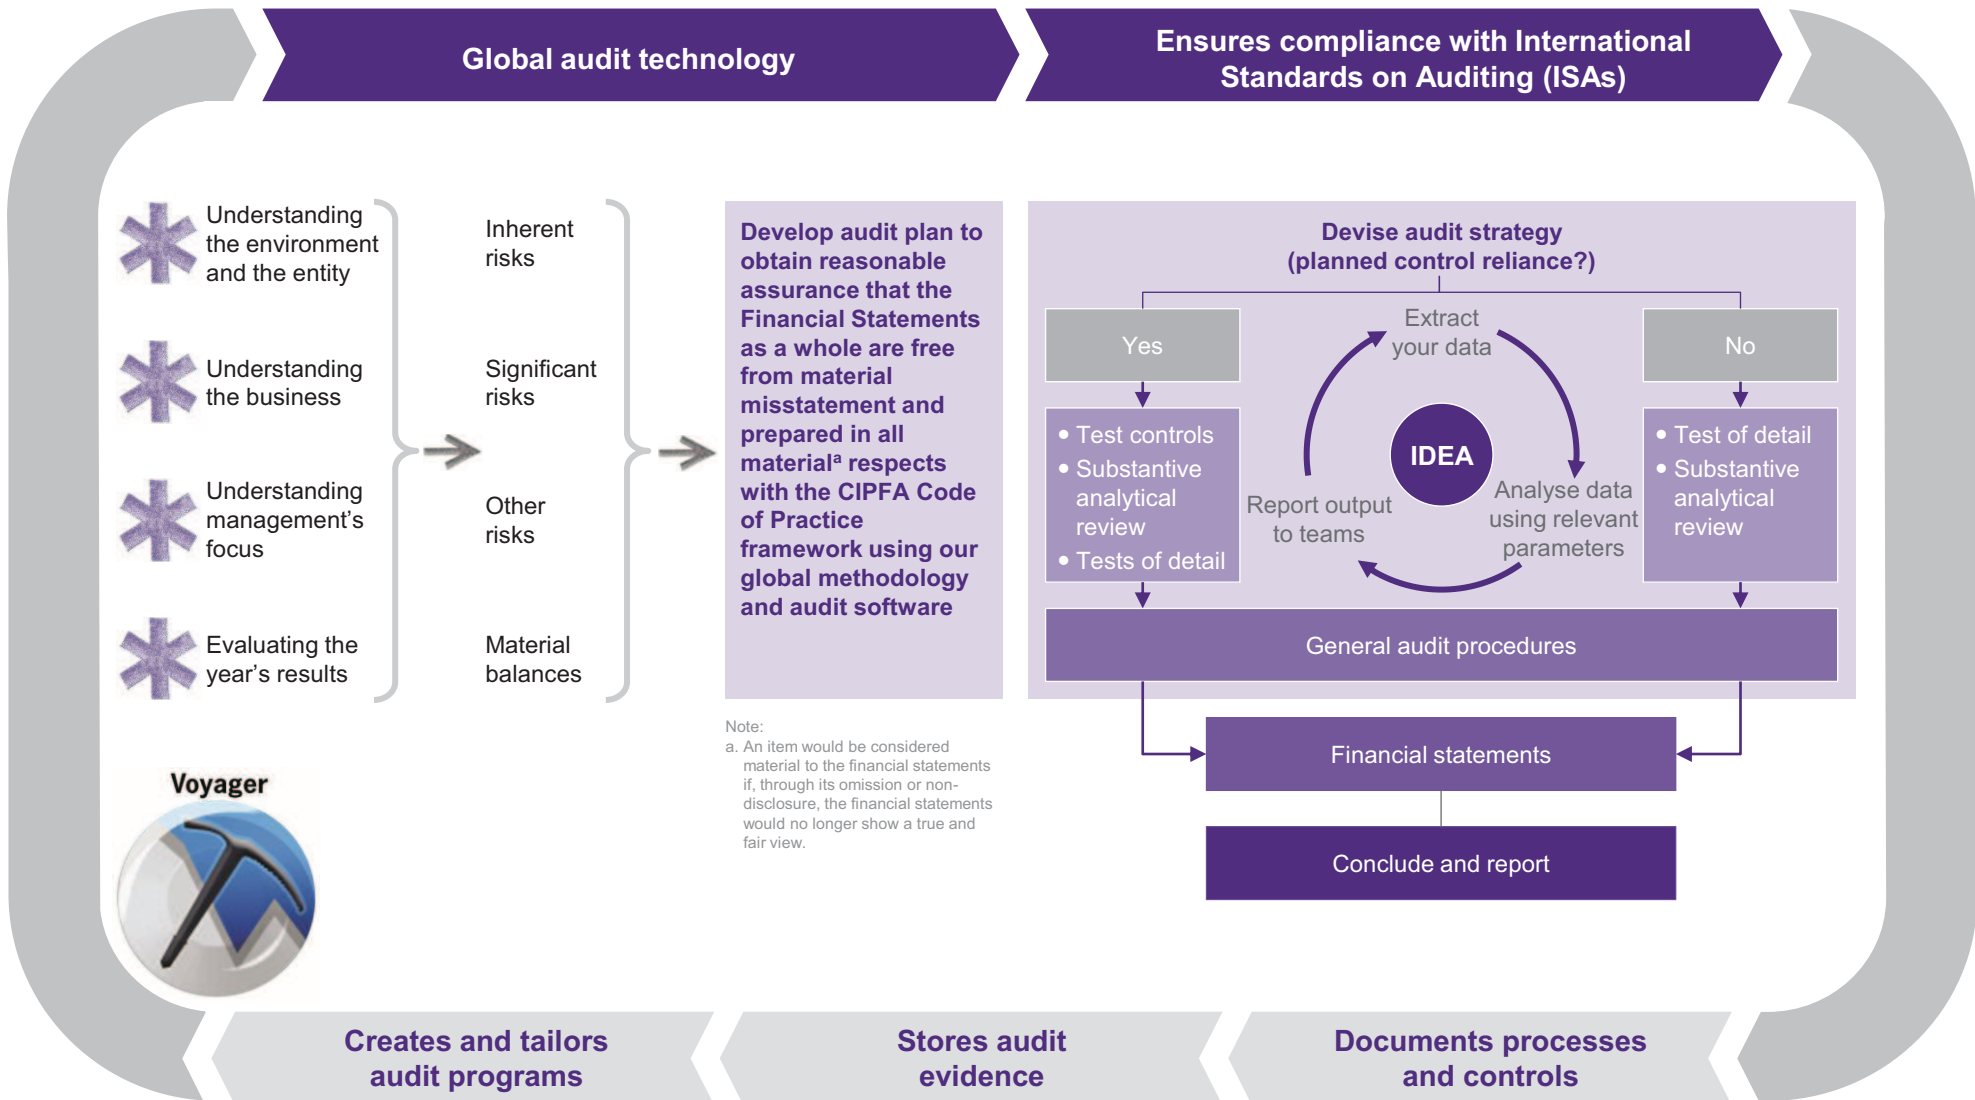 Global audit technology
Ensures compliance with International
Standards on Auditing (ISAs)
Understanding
the environment
and the entity
Understanding
the business
Understanding
management’s
focus
Evaluating the
year’s results
Inherent
risks
Significant
risks
Other
risks
Material
balances
Develop audit plan to
obtain reasonable
assurance that the
Financial Statements
as a whole are free
from material
misstatement and
prepared in all
materialᵃ respects
with the CIPFA Code
of Practice
framework using our
global methodology
and audit software
Note:
a. An item would be considered
material to the financial statements
if, through its omission or non-
disclosure, the financial statements
would no longer show a true and
fair view.
Devise audit strategy
(planned control reliance?)
Yes
• Test controls
• Substantive
analytical
review
• Tests of detail
Extract
your data
IDEA
Analyse data
using relevant
parameters
Report output
to teams
No
• Test of detail
• Substantive
analytical
review
General audit procedures
Financial statements
Conclude and report
Voyager
Creates and tailors
audit programs
Stores audit
evidence
Documents processes
and controls